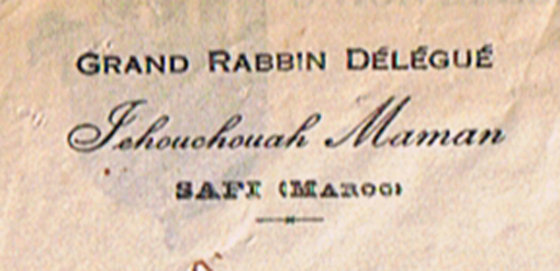 GRAND RABBIN DÉLÉGUÉ
Jehouchouah Maman
SAFI (MAROC)